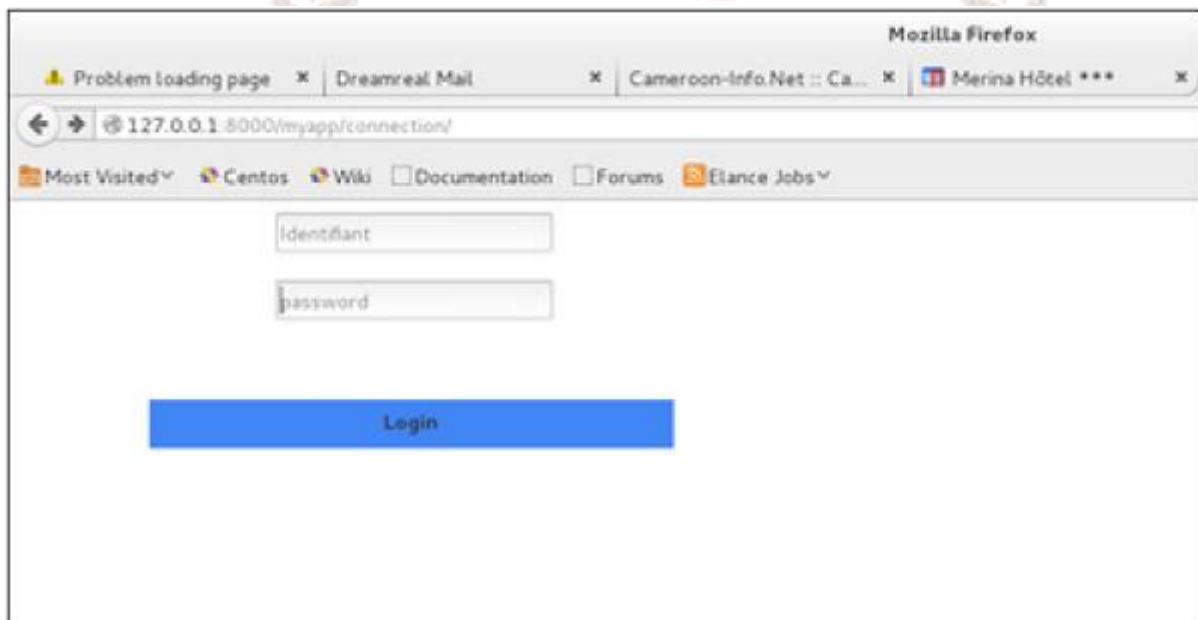 Mozilla Firefox
Problem loading page Dreamreal Mail Cameroon-Info.Net :: Ca... Merina Hôtel ***
127.0.0.1:8000/myapp/connection/
Most Visited Centos Wiki Documentation Forums Elance Jobs
Identifiant
password
Login